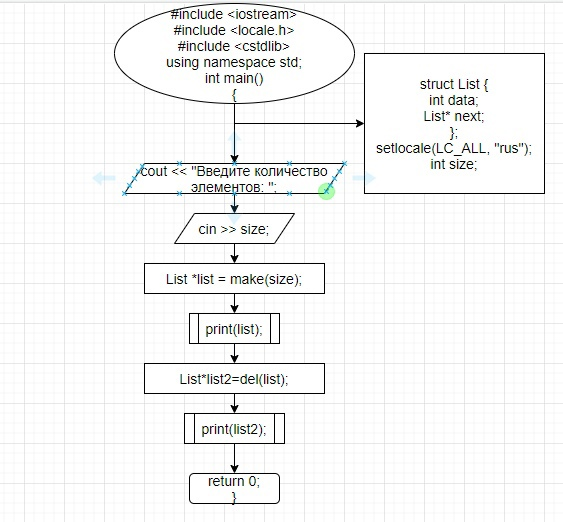 #include <iostream>
#include <locale.h>
#include <cstdlib>
using namespace std;
int main()
{
struct List {
int data;
List* next;
};
setlocale(LC_ALL, "rus");
int size;
cout << "Введите количество
элементов: ";
cin >> size;
List *list = make(size);
print(list);
List*list2=del(list);
print(list2);
return 0;
}